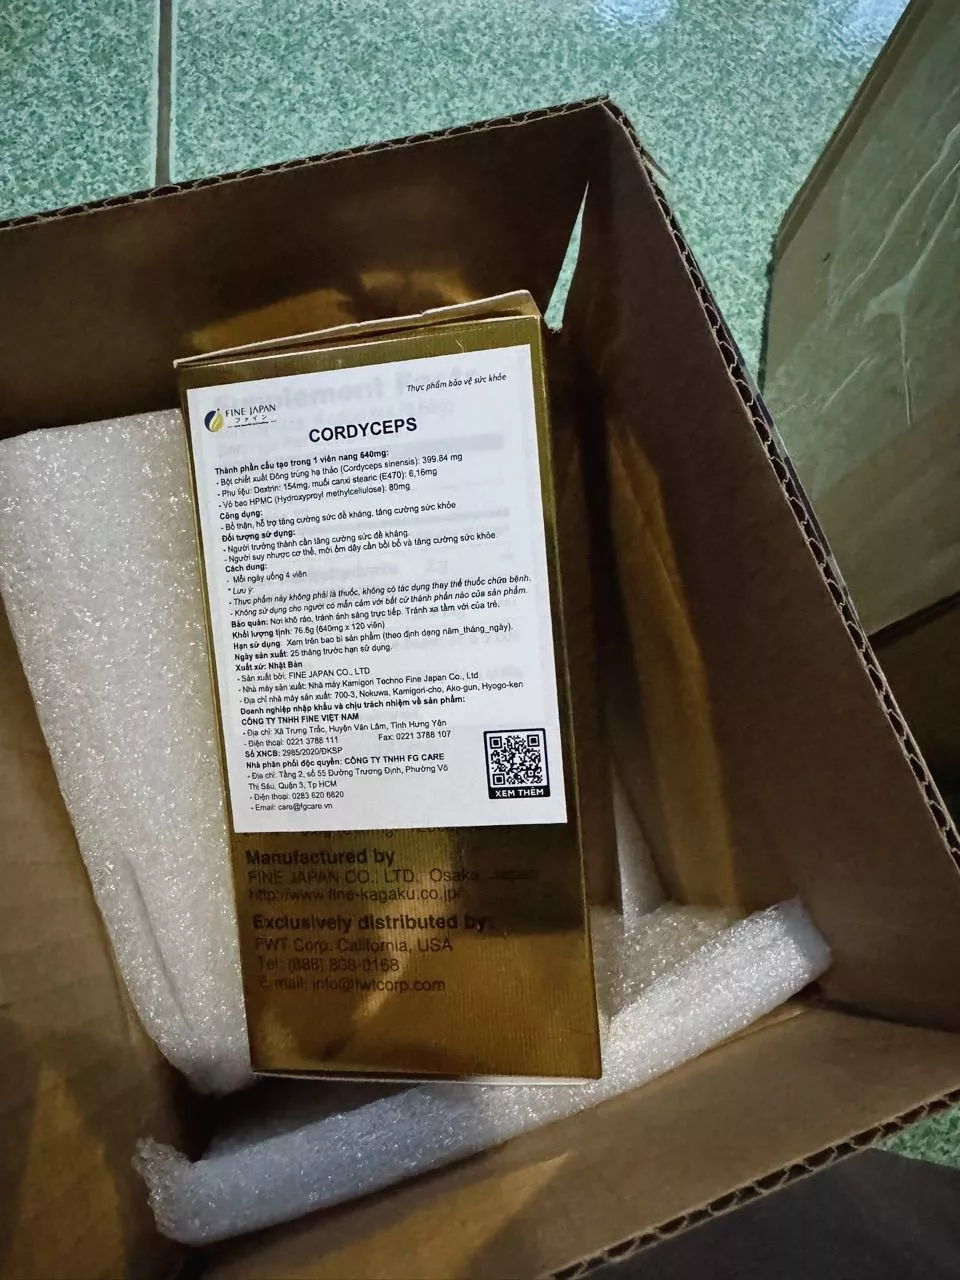 Thực phẩm bảo vệ sức khỏe
FINE JAPAN
ファイン
CORDYCEPS
Thành phần cấu tạo trong 1 viên nang 640mg:
- Bột chiết xuất Đông trùng hạ thảo (Cordyceps sinensis): 399.84 mg
- Phụ liệu: Dextrin: 154mg, muối canxi stearic (E470): 6,16mg
- Vỏ bao HPMC (Hydroxyproyl methylcellulose): 80mg
Công dụng:
- Bổ thận, hỗ trợ tăng cường sức đề kháng, tăng cường sức khỏe
Đối tượng sử dụng:
- Người trưởng thành cần tăng cường sức đề kháng.
- Người suy nhược cơ thể, mới ốm dậy cần bồi bổ và tăng cường sức khỏe.
Cách dùng:
- Mỗi ngày uống 4 viên
* Lưu ý:
- Thực phẩm này không phải là thuốc, không có tác dụng thay thế thuốc chữa bệnh.
- Không sử dụng cho người có mẫn cảm với bất cứ thành phần nào của sản phẩm.
Bảo quản: Nơi khô ráo, tránh ánh sáng trực tiếp. Tránh xa tầm với của trẻ.
Khối lượng tịnh: 76.8g (640mg x 120 viên)
Hạn sử dụng: Xem trên bao bì sản phẩm (theo định dạng năm_tháng_ngày).
Ngày sản xuất: 25 tháng trước hạn sử dụng.
Xuất xứ: Nhật Bản
- Sản xuất bởi: FINE JAPAN CO., LTD
- Nhà máy sản xuất: Nhà máy Kamigori Techno Fine Japan Co., Ltd
- Địa chỉ nhà máy sản xuất: 700-3, Nokuwa, Kamigori-cho, Ako-gun, Hyogo-ken
Doanh nghiệp nhập khẩu và chịu trách nhiệm về sản phẩm:
CÔNG TY TNHH FINE VIỆT NAM
- Địa chỉ: Xã Trưng Trắc, Huyện Văn Lâm, Tỉnh Hưng Yên
- Điện thoại: 0221 3788 111 Fax: 0221 3788 107
Số XNCB: 2985/2020/ĐKSP
Nhà phân phối độc quyền: CÔNG TY TNHH FG CARE
- Địa chỉ: Tầng 2, số 55 Đường Trương Định, Phường Võ
Thị Sáu, Quận 3, Tp HCM
- Điện thoại: 0283 620 6820
- Email: care@fgcare.vn
XEM THÊM
Manufactured by
FINE JAPAN CO., LTD. Osaka, Japan
http://www.fine-kagaku.co.jp/
Exclusively distributed by:
FWT Corp. California, USA
Tel: (888) 808-0168
E-mail: info@fwtcorp.com